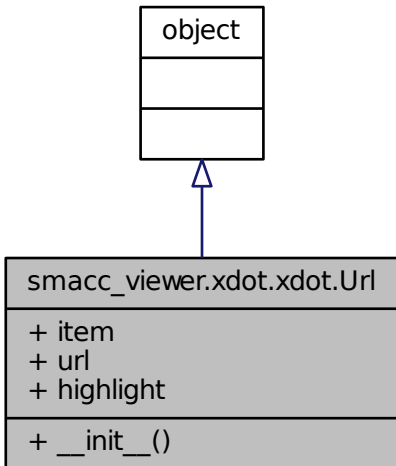 object
smacc_viewer.xdot.xdot.Url
+ item
+ url
+ highlight
+ __init__()